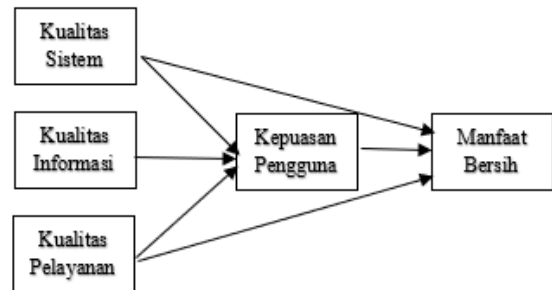 Kualitas
Sistem
Kualitas
Informasi
Kepuasan
Pengguna
Manfaat
Bersih
Kualitas
Pelayanan